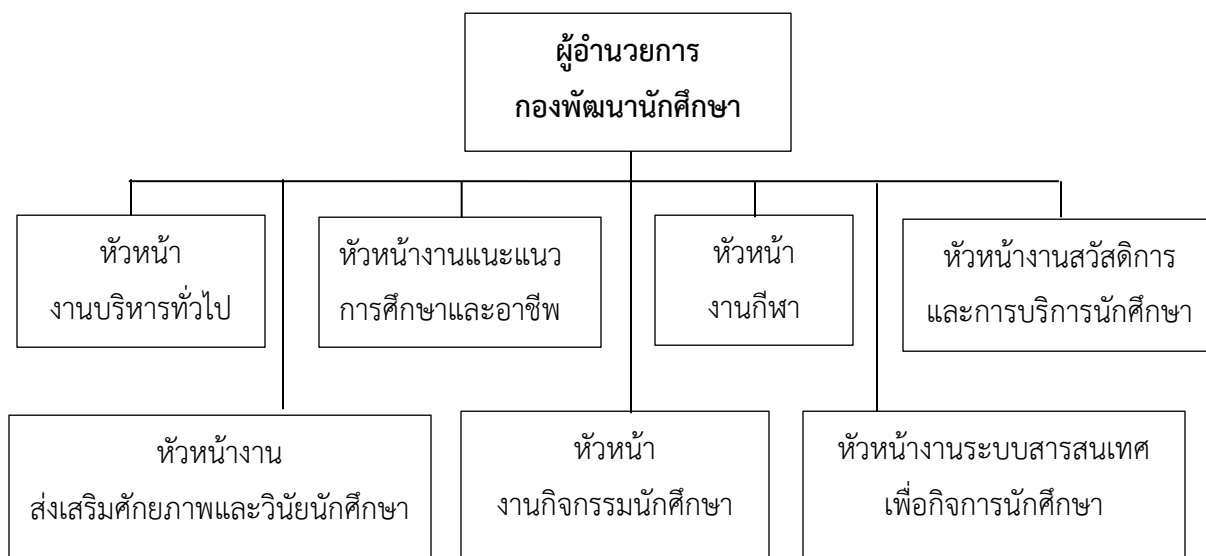 ผู้อำนวยการ
กองพัฒนานักศึกษา
หัวหน้า
งานบริหารทั่วไป
หัวหน้างานแนะแนว
การศึกษาและอาชีพ
หัวหน้า
งานกีฬา
หัวหน้างานสวัสดิการ
และการบริการนักศึกษา
หัวหน้างาน
ส่งเสริมศักยภาพและวินัยนักศึกษา
หัวหน้า
งานกิจกรรมนักศึกษา
หัวหน้างานระบบสารสนเทศ
เพื่อกิจการนักศึกษา